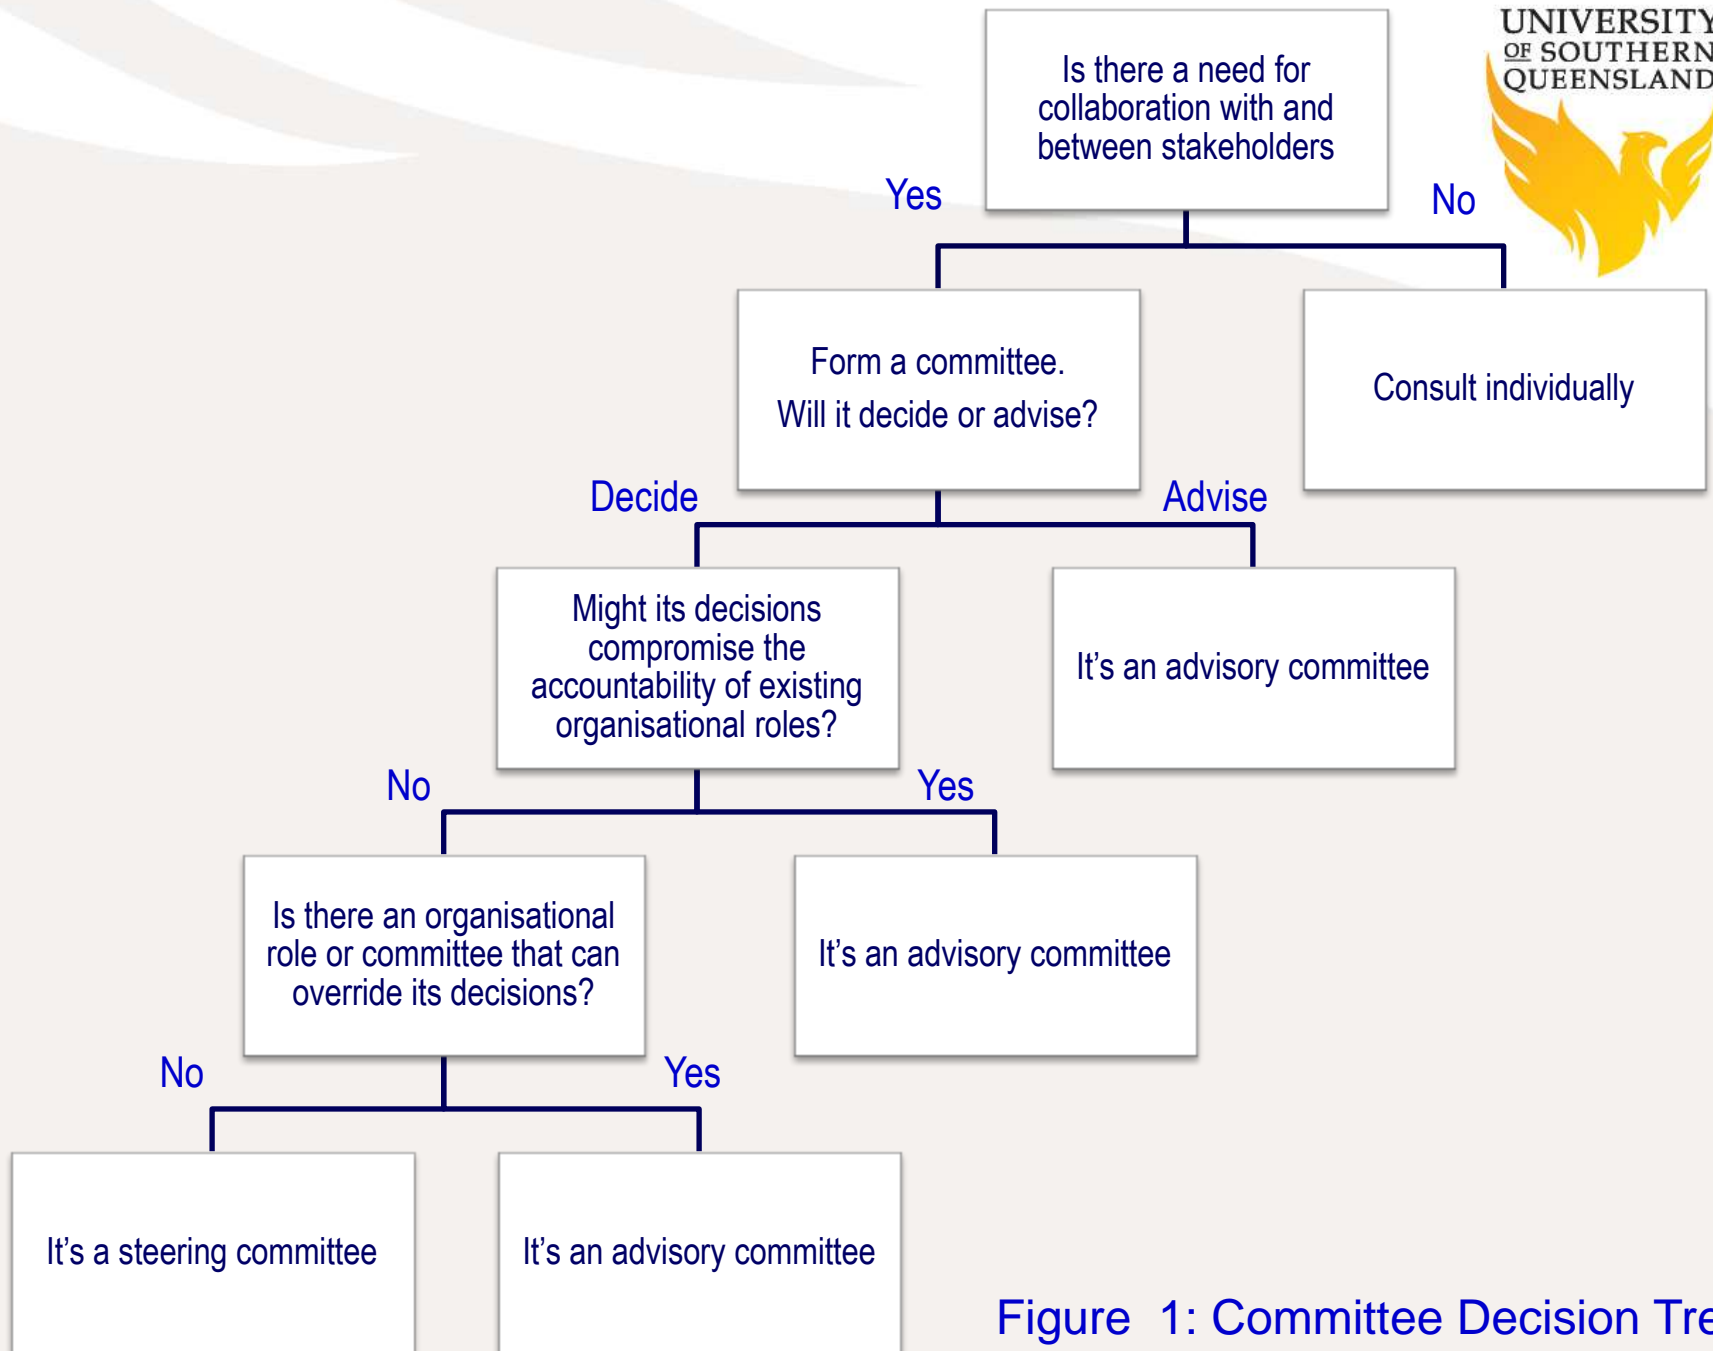 UNIVERSITY
OF SOUTHERN
QUEENSLAND
Is there a need for
collaboration with and
between stakeholders
Yes
No
Form a committee.
Will it decide or advise?
Consult individually
Decide
Advise
Might its decisions
compromise the
accountability of existing
organisational roles?
It's an advisory committee
No
Yes
Is there an organisational
role or committee that can
override its decisions?
It's an advisory committee
No
Yes
It's a steering committee
It's an advisory committee
Figure 1: Committee Decision Tre